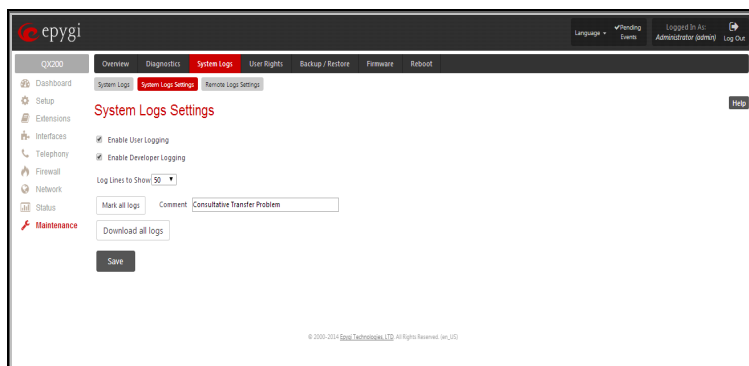 epygi
Language
Pending Events
Logged In As: Administrator (admin)
Log Out
QX200
Overview Diagnostics System Logs User Rights Backup / Restore Firmware Reboot
Dashboard
Setup
Extensions
Interfaces
Telephony
Firewall
Network
Status
Maintenance
System Logs System Logs Settings Remote Logs Settings
Help
System Logs Settings
Enable User Logging
Enable Developer Logging
Log Lines to Show 50
Mark all logs Comment Consultative Transfer Problem
Download all logs
Save
© 2000-2014 Epygi Technologies, LTD. All Rights Reserved. (en_US)